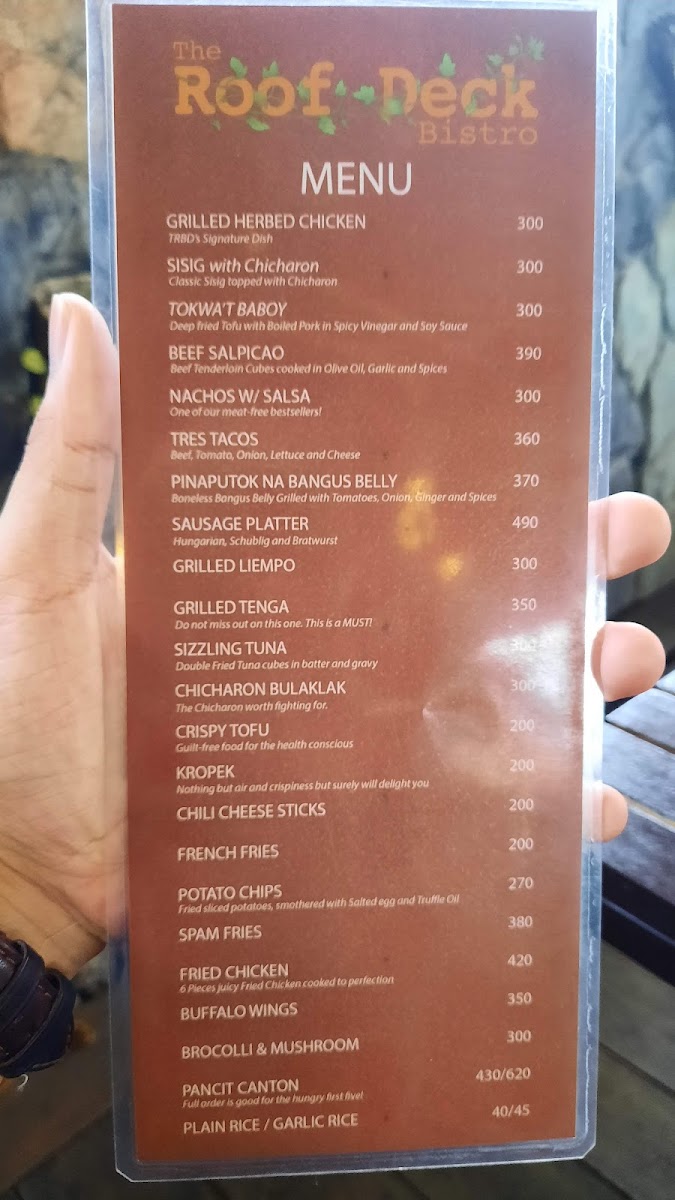 The
Roof Deck
Bistro
MENU
GRILLED HERBED CHICKEN 300
TRBD's Signature Dish
SISIG with Chicharon 300
Classic Sisig topped with Chicharon
TOKWA'T BABOY 300
Deep fried Tofu with Boiled Pork in Spicy Vinegar and Soy Sauce
BEEF SALPICAO 390
Beef Tenderloin Cubes cooked in Olive Oil, Garlic and Spices
NACHOS W/ SALSA 300
One of our meat-free bestsellers!
TRES TACOS 360
Beef, Tomato, Onion, Lettuce and Cheese
PINAPUTOK NA BANGUS BELLY 370
Boneless Bangus Belly Grilled with Tomatoes, Onion, Ginger and Spices
SAUSAGE PLATTER 490
Hungarian, Schublig and Bratwurst
GRILLED LIEMPO 300
GRILLED TENGA 350
Do not miss out on this one. This is a MUST!
SIZZLING TUNA
Double Fried Tuna cubes in batter and gravy
CHICHARON BULAKLAK 300
The Chicharon worth fighting for.
CRISPY TOFU 200
Guilt-free food for the health conscious
KROPEK 200
Nothing but air and crispiness but surely will delight you
CHILI CHEESE STICKS 200
FRENCH FRIES 200
POTATO CHIPS 270
Fried sliced potatoes, smothered with Salted egg and Truffle Oil
SPAM FRIES 380
FRIED CHICKEN 420
6 Pieces juicy Fried Chicken cooked to perfection
BUFFALO WINGS 350
BROCOLLI & MUSHROOM 300
PANCIT CANTON 430/620
Full order is good for the hungry first five!
PLAIN RICE / GARLIC RICE 40/45